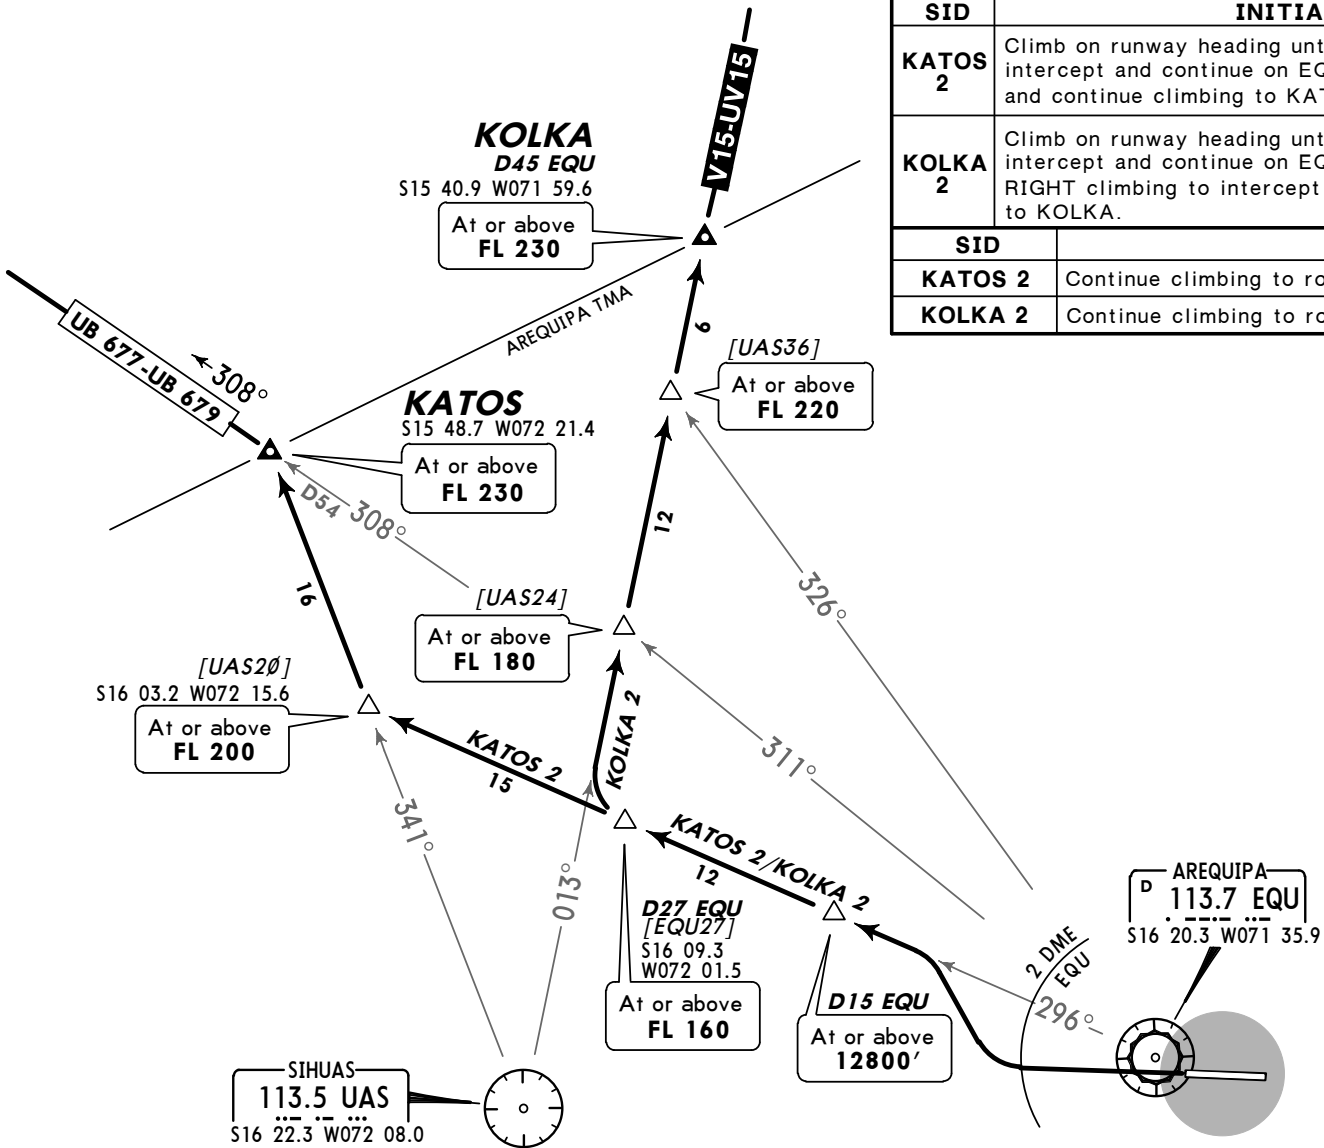 SID INITIA
KATOS 2
Climb on runway heading unt
intercept and continue on EQ
and continue climbing to KAT
KOLKA 2
Climb on runway heading unt
intercept and continue on EQ
RIGHT climbing to intercept
to KOLKA.
SID
KATOS 2 Continue climbing to ro
KOLKA 2 Continue climbing to ro
V15-UV15
KOLKA
D45 EQU
S15 40.9 W071 59.6
At or above
FL 230
AREQUIPA TMA
UB 677-UB 679
308°
KATOS
S15 48.7 W072 21.4
At or above
FL 230
D54 308°
6
[UAS36]
At or above
FL 220
12
326°
16
[UAS24]
At or above
FL 180
[UAS2Ø]
S16 03.2 W072 15.6
At or above
FL 200
KATOS 2
15
KOLKA 2
311°
341°
013°
KATOS 2/KOLKA 2
12
D27 EQU
[EQU27]
S16 09.3
W072 01.5
At or above
FL 160
D15 EQU
At or above
12800'
2 DME
EQU
296°
AREQUIPA
D 113.7 EQU
S16 20.3 W071 35.9
SIHUAS
113.5 UAS
S16 22.3 W072 08.0